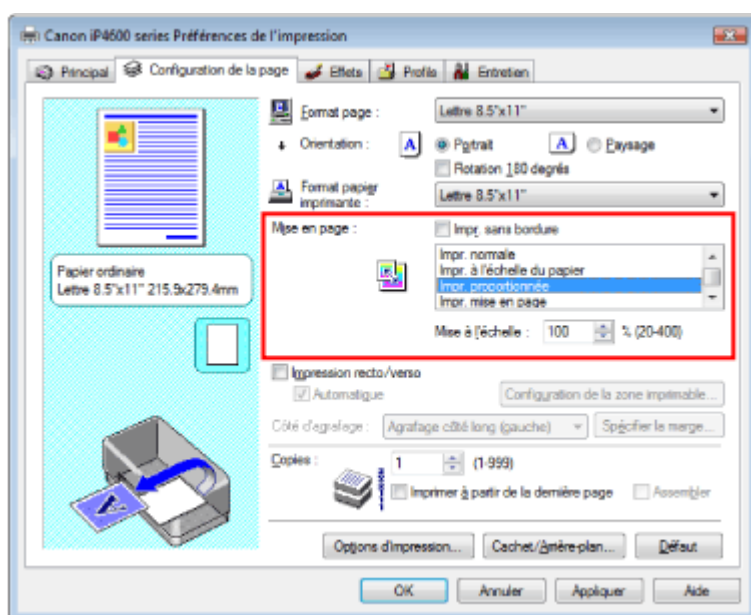 Canon iP4600 series Préférences de l'impression
Principal Configuration de la page Effets Profils Entretien
Format page : Lettre 8.5"x11"
Orientation : A Portrait A Paysage
Rotation 180 degrés
Format papier imprimante : Lettre 8.5"x11"
Mise en page : Impr. sans bordure
Impr. normale
Impr. à l'échelle du papier
Impr. proportionnée
Impr. mise en page
Mise à l'échelle : 100 % (20-400)
Papier ordinaire
Lettre 8.5"x11" 215.9x279.4mm
Impression recto/verso
Automatique Configuration de la zone imprimable...
Côté d'agrafage : Agrafage côté long (gauche) Spécifier la marge...
Copies : 1 (1-999)
Imprimer à partir de la dernière page Assembler
Options d'impression... Cachet/Arrière-plan... Défaut
OK Annuler Appliquer Aide